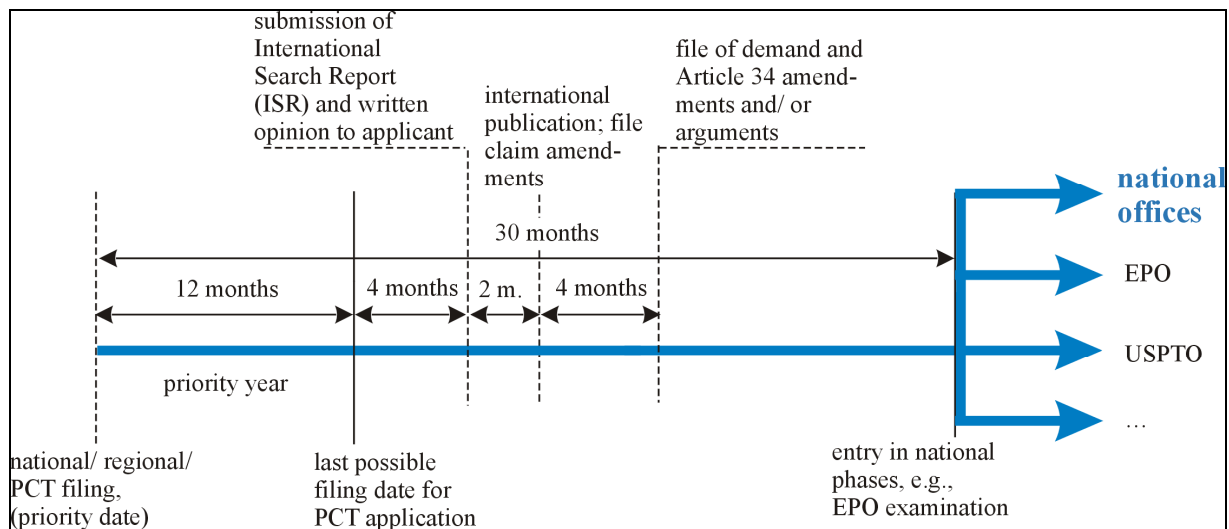 submission of
International
Search Report
(ISR) and written
opinion to applicant
international
publication; file
claim amend-
ments
file of demand and
Article 34 amend-
ments and/ or
arguments
national
offices
30 months
12 months
4 months
2 m.
4 months
EPO
USPTO
...
priority year
national/ regional/
PCT filing,
(priority date)
last possible
filing date for
PCT application
entry in national
phases, e.g.,
EPO examination